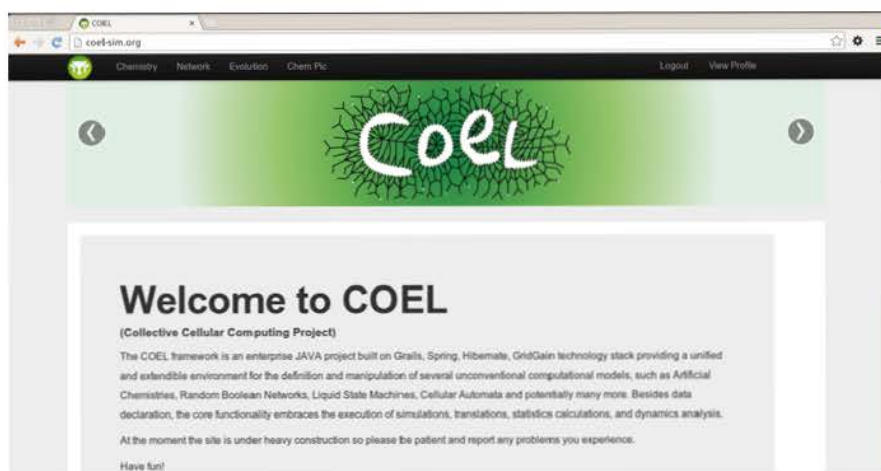 COEL
coel-sim.org
Chemistry Network Evolution Chem Pic Logout View Profile
Coel
Welcome to COEL
(Collective Cellular Computing Project)
The COEL framework is an enterprise JAVA project built on Grails, Spring, Hibernate, GridGain technology stack providing a unified
and extendible environment for the definition and manipulation of several unconventional computational models, such as Artificial
Chemistries, Random Boolean Networks, Liquid State Machines, Cellular Automata and potentially many more. Besides data
declaration, the core functionality embraces the execution of simulations, translations, statistics calculations, and dynamics analysis.
At the moment the site is under heavy construction so please be patient and report any problems you experience.
Have fun!